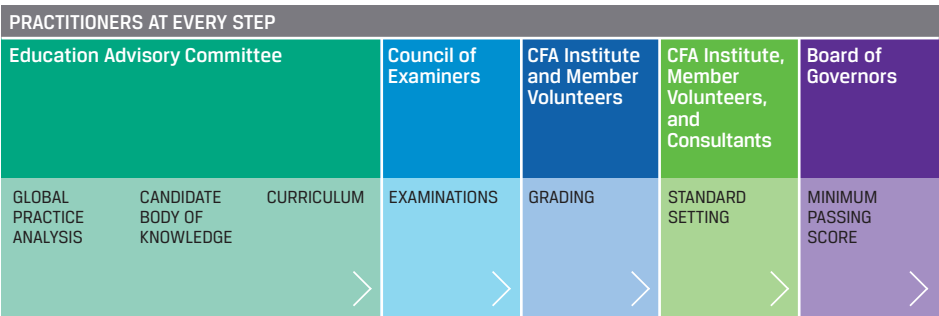 PRACTITIONERS AT EVERY STEP
Education Advisory Committee
Council of
Examiners
CFA Institute
and Member
Volunteers
CFA Institute,
Member
Volunteers,
and
Consultants
Board of
Governors
GLOBAL
PRACTICE
ANALYSIS
CANDIDATE
BODY OF
KNOWLEDGE
CURRICULUM
EXAMINATIONS
GRADING
STANDARD
SETTING
MINIMUM
PASSING
SCORE